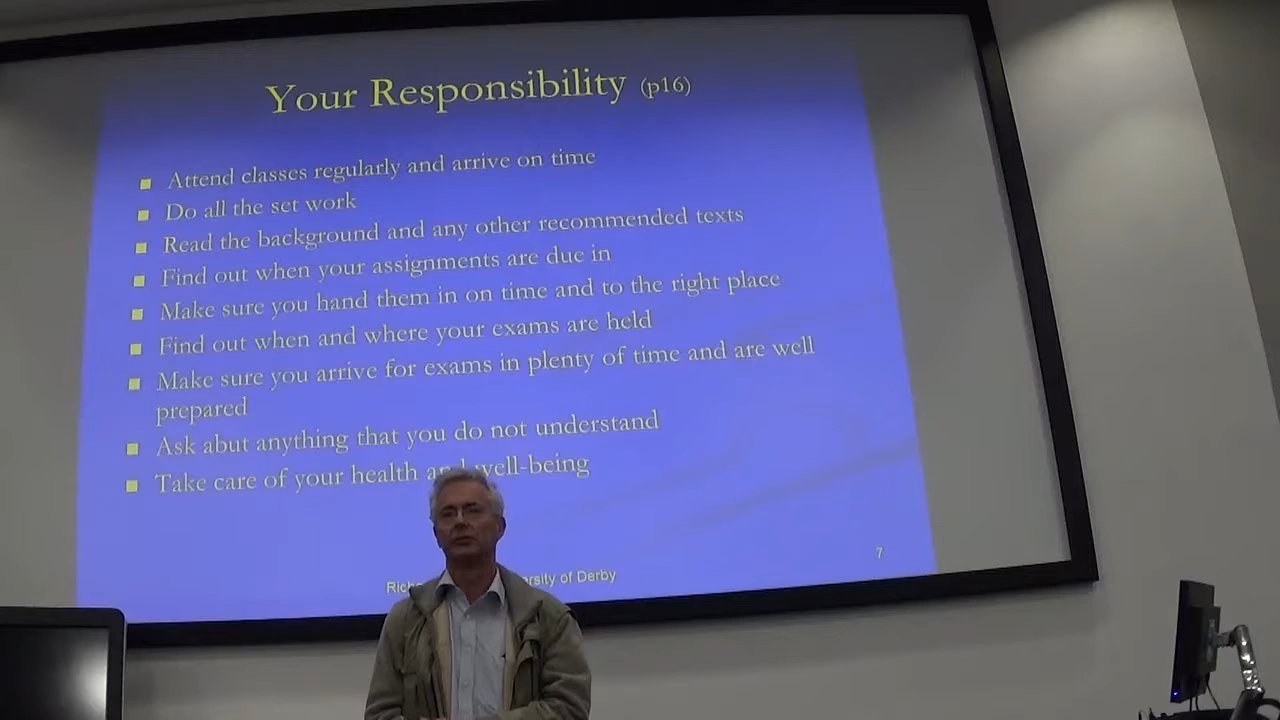 Your Responsibility (p16)
■ Attend classes regularly and arrive on time
■ Do all the set work
■ Read the background and any other recommended texts
■ Find out when your assignments are due in
■ Make sure you hand them in on time and to the right place
■ Find out when and where your exams are held
■ Make sure you arrive for exams in plenty of time and are well
prepared
■ Ask abut anything that you do not understand
■ Take care of your health and well-being
of Derby
7